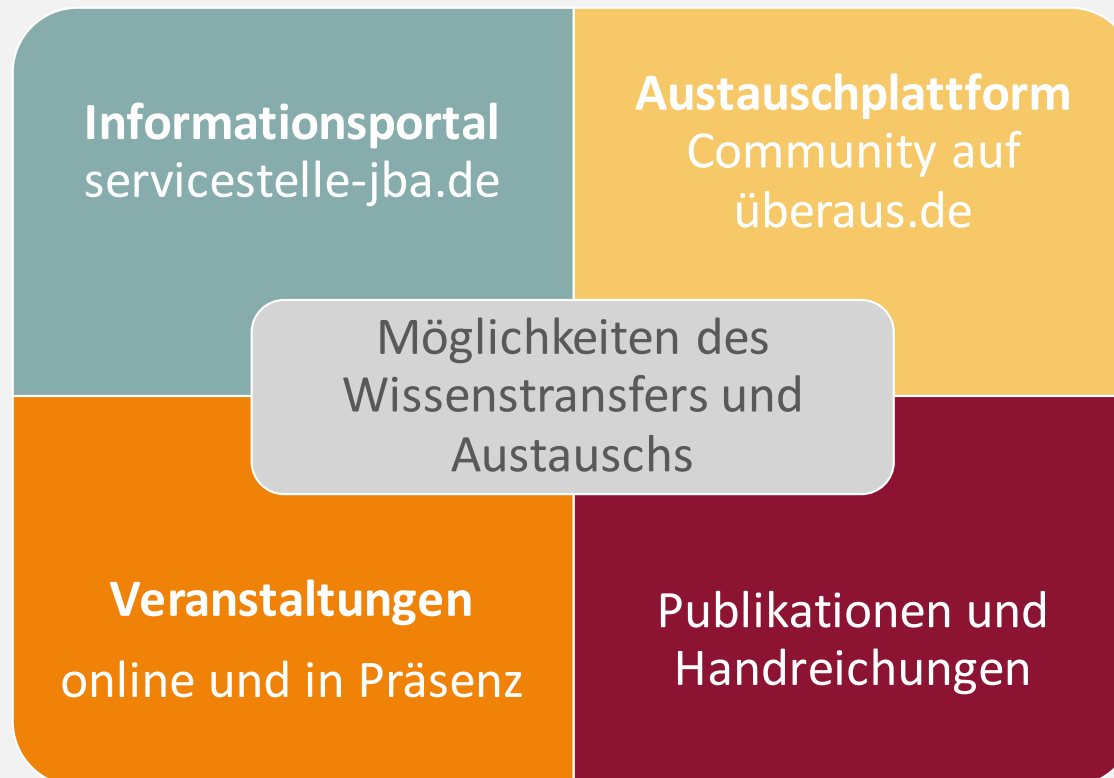 Informationsportal
servicestelle-jba.de
Austauschplattform
Community auf
überaus.de
Möglichkeiten des
Wissenstransfers und
Austauschs
Veranstaltungen
online und in Präsenz
Publikationen und
Handreichungen